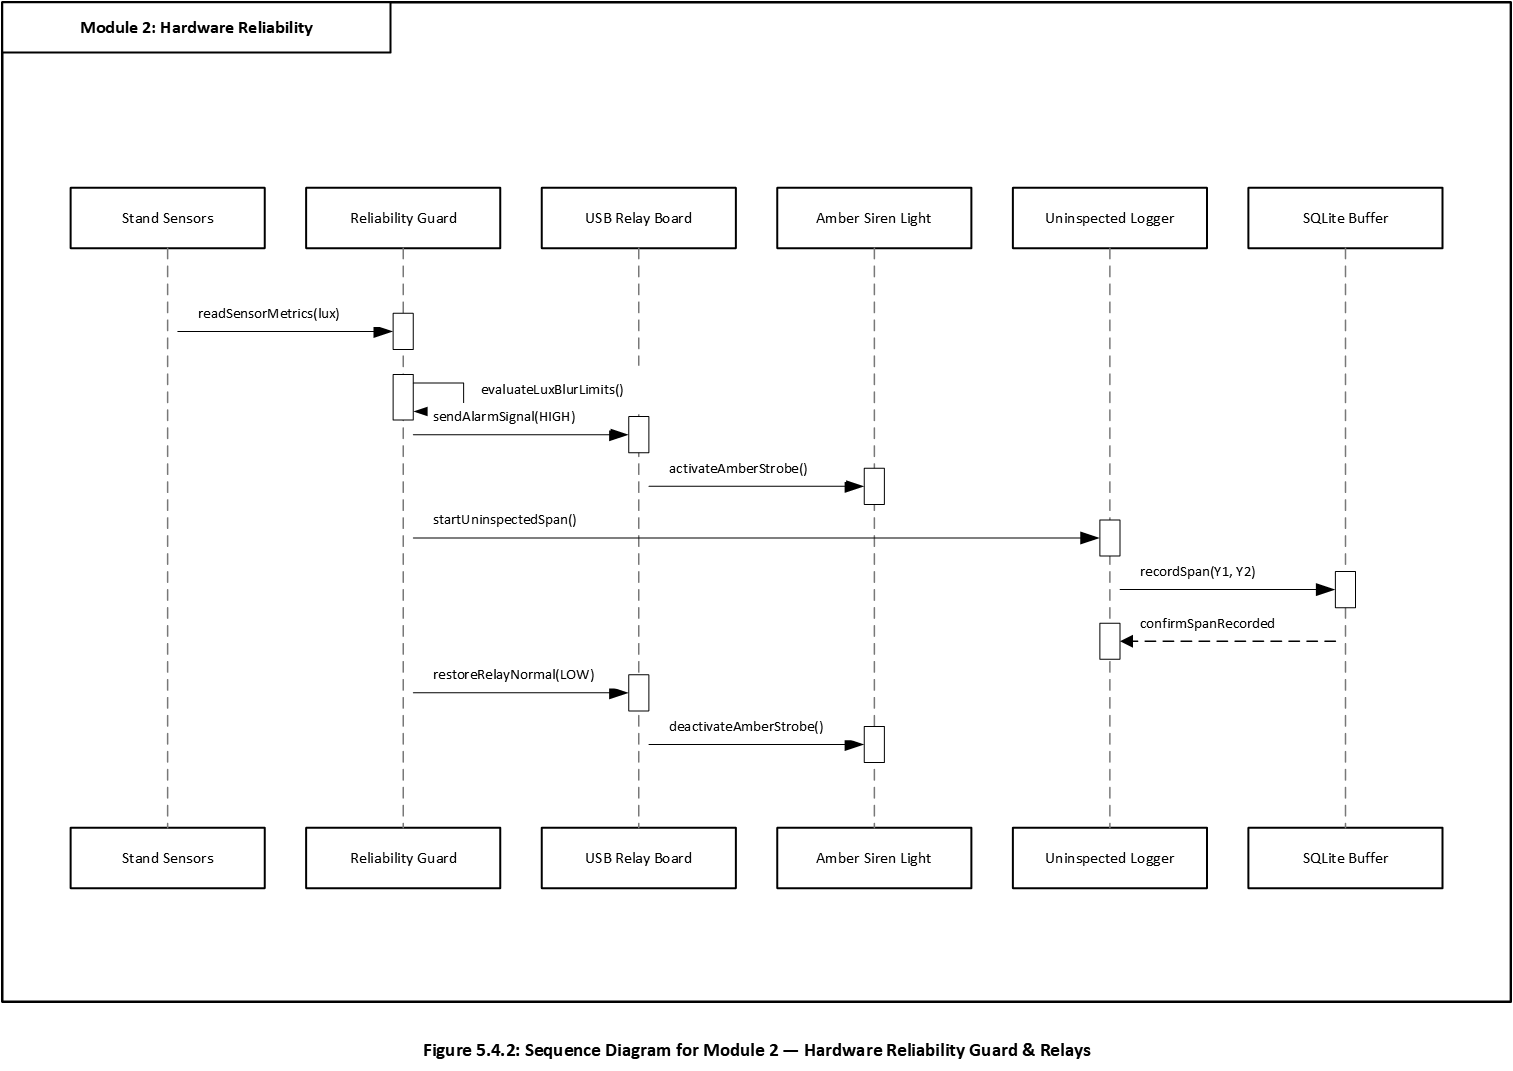 Module 2: Hardware Reliability
Stand Sensors
Reliability Guard
USB Relay Board
Amber Siren Light
Uninspected Logger
SQLite Buffer
readSensorMetrics(lux)
evaluateLuxBlurLimits()
sendAlarmSignal(HIGH)
activateAmberStrobe()
startUninspectedSpan()
recordSpan(Y1, Y2)
confirmSpanRecorded
restoreRelayNormal(LOW)
deactivateAmberStrobe()
Stand Sensors
Reliability Guard
USB Relay Board
Amber Siren Light
Uninspected Logger
SQLite Buffer
Figure 5.4.2: Sequence Diagram for Module 2 — Hardware Reliability Guard & Relays